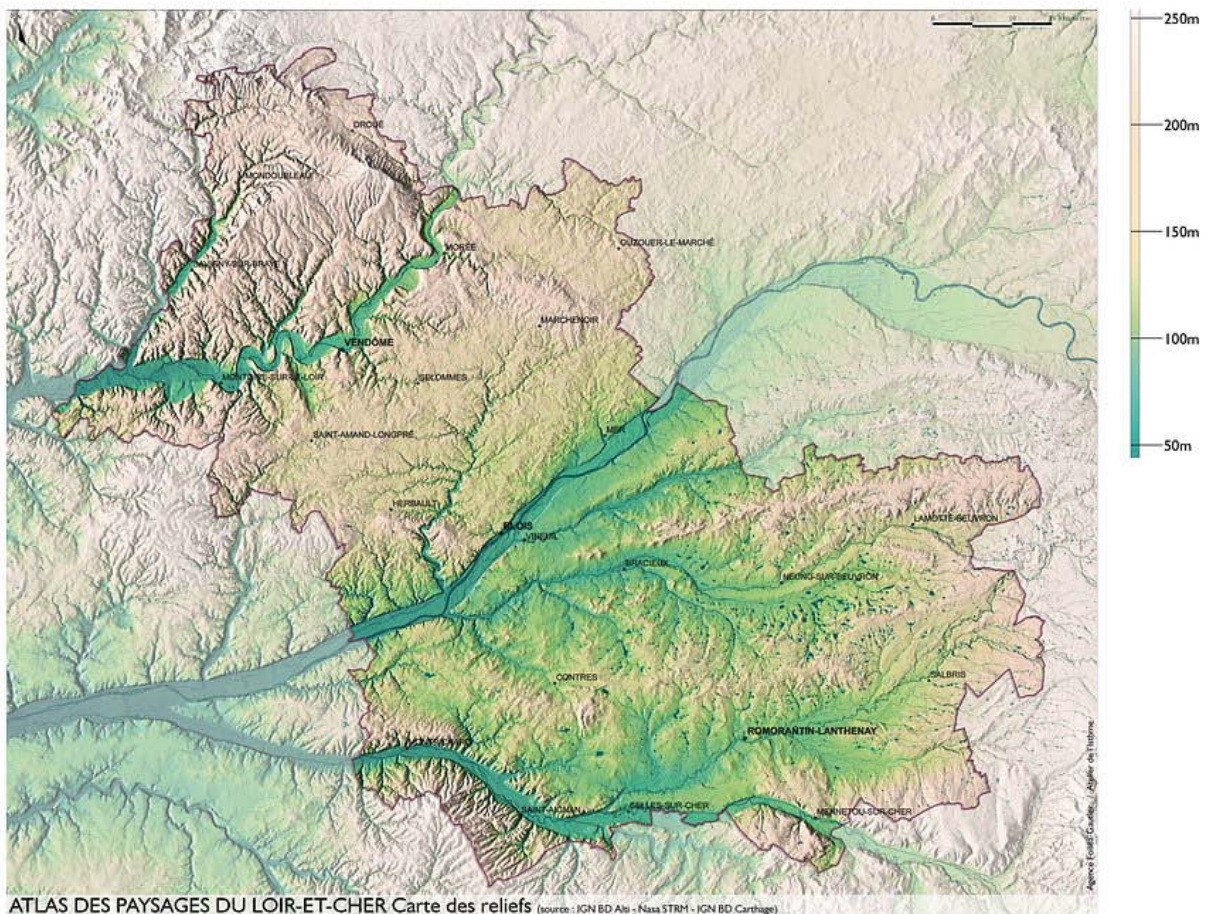 250m
200m
150m
100m
50m
DROUÉ
MONDOUBLEAU
MORÉE
OUZOUER-LE-MARCHÉ
MARCHENOIR
VENDÔME
SELOMMES
SAINT-AMAND-LONGPRÉ
MER
HERBAULT
BLOIS
VINEUIL
LAMOTTE-BEUVRON
BRACIEUX
NEUNG-SUR-BEUVRON
CONTRES
SALBRIS
ROMORANTIN-LANTHENAY
SAINT-AIGNAN
SELLES-SUR-CHER
MENNETOU-SUR-CHER
ATLAS DES PAYSAGES DU LOIR-ET-CHER Carte des reliefs (source : IGN BD Alti - Nasa STRM - IGN BD Carthage)